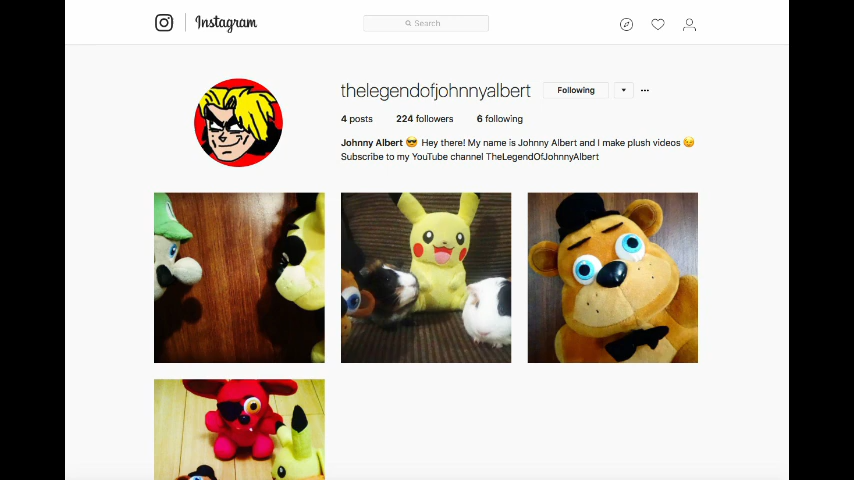 Instagram
Search
thelegendofjohnnyalbert Following
4 posts 224 followers 6 following
Johnny Albert 😎 Hey there! My name is Johnny Albert and I make plush videos 😉
Subscribe to my YouTube channel TheLegendOfJohnnyAlbert